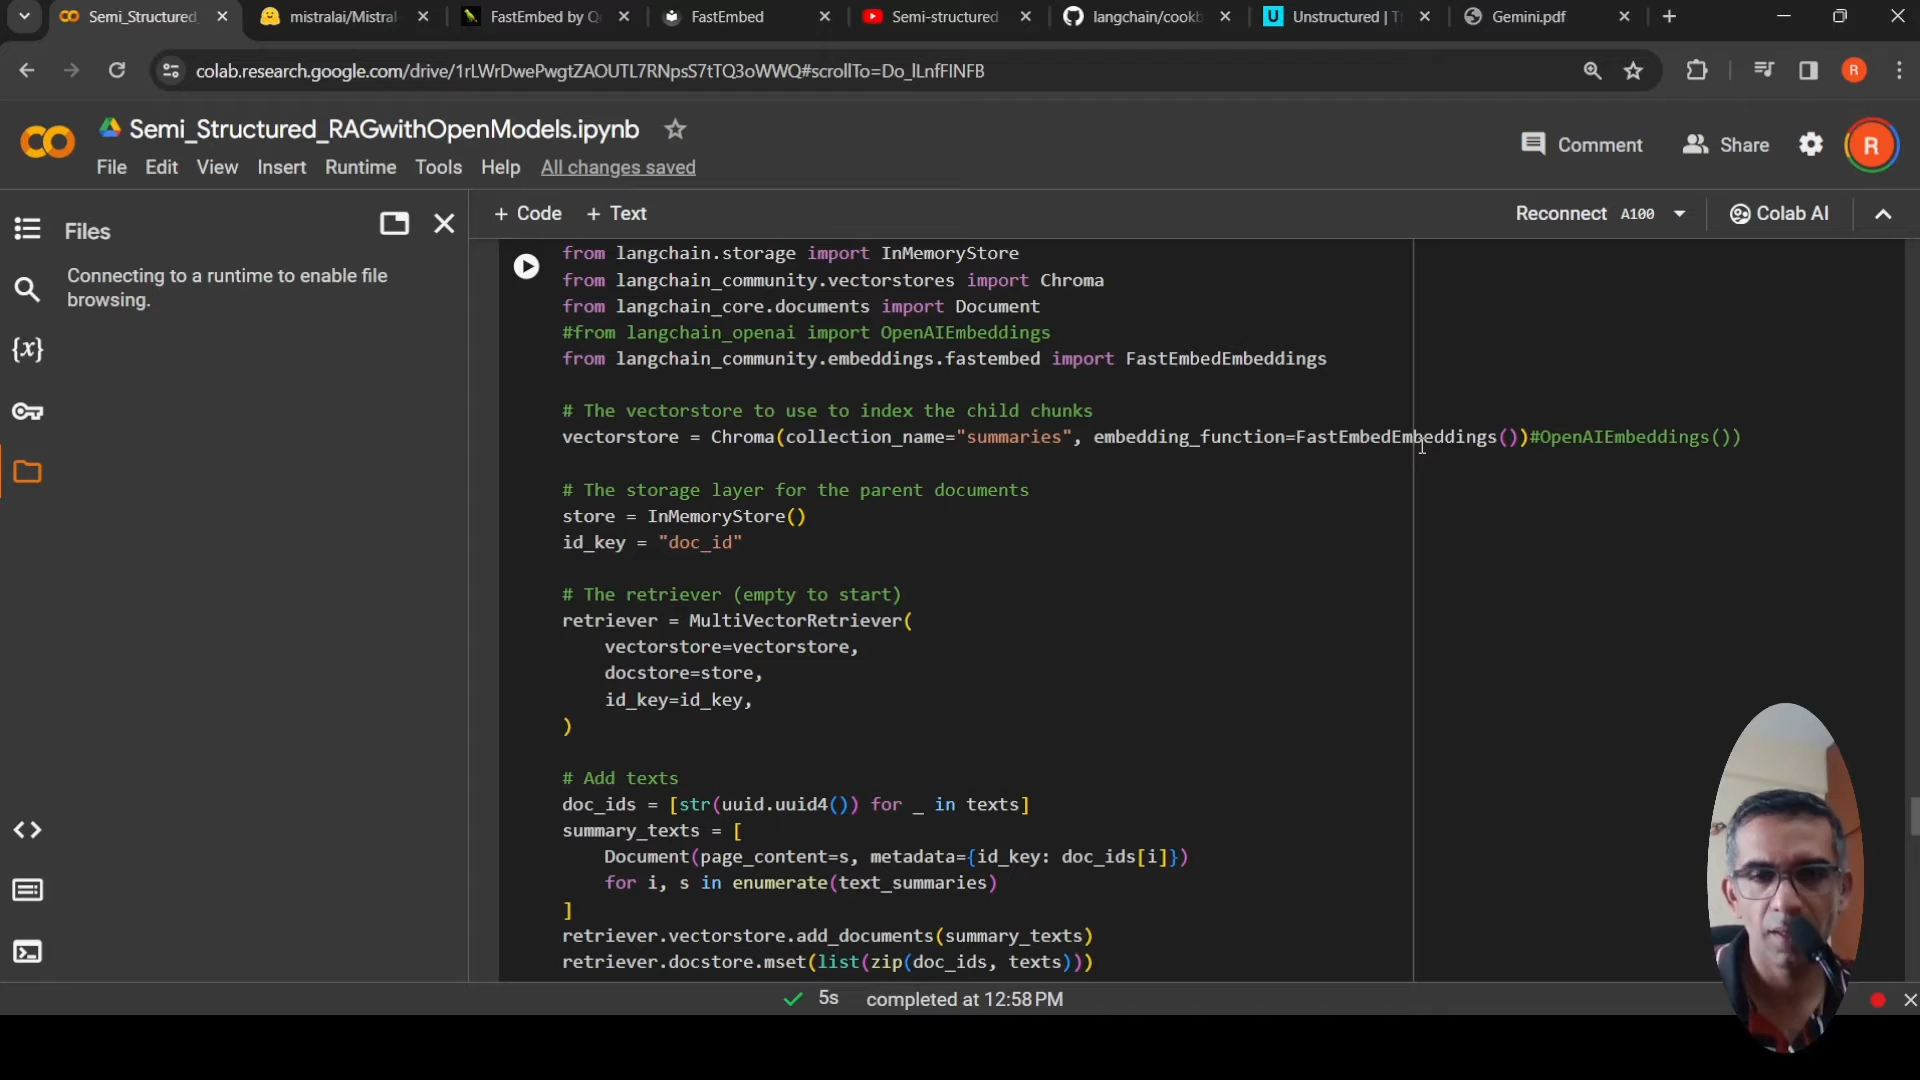 Semi_Structured_
mistralai/Mistral-
FastEmbed by Q
FastEmbed
Semi-structured
langchain/cookb
Unstructured | T
Gemini.pdf
colab.research.google.com/drive/1rLWrDwePwgtZAOUTL7RNpsS7tTQ3oWWQ#scrollTo=Do_lLnfFINFB
R
Semi_Structured_RAGwithOpenModels.ipynb
Comment
Share
R
File Edit View Insert Runtime Tools Help All changes saved
Files
+ Code + Text
Reconnect A100
Colab AI
Connecting to a runtime to enable file
browsing.
from langchain.storage import InMemoryStore
from langchain_community.vectorstores import Chroma
from langchain_core.documents import Document
#from langchain_openai import OpenAIEmbeddings
from langchain_community.embeddings.fastembed import FastEmbedEmbeddings
# The vectorstore to use to index the child chunks
vectorstore = Chroma(collection_name="summaries", embedding_function=FastEmbedEmbeddings())#OpenAIEmbeddings())
# The storage layer for the parent documents
store = InMemoryStore()
id_key = "doc_id"
# The retriever (empty to start)
retriever = MultiVectorRetriever(
vectorstore=vectorstore,
docstore=store,
id_key=id_key,
)
# Add texts
doc_ids = [str(uuid.uuid4()) for _ in texts]
summary_texts = [
Document(page_content=s, metadata={id_key: doc_ids[i]})
for i, s in enumerate(text_summaries)
]
retriever.vectorstore.add_documents(summary_texts)
retriever.docstore.mset(list(zip(doc_ids, texts)))
5s completed at 12:58 PM